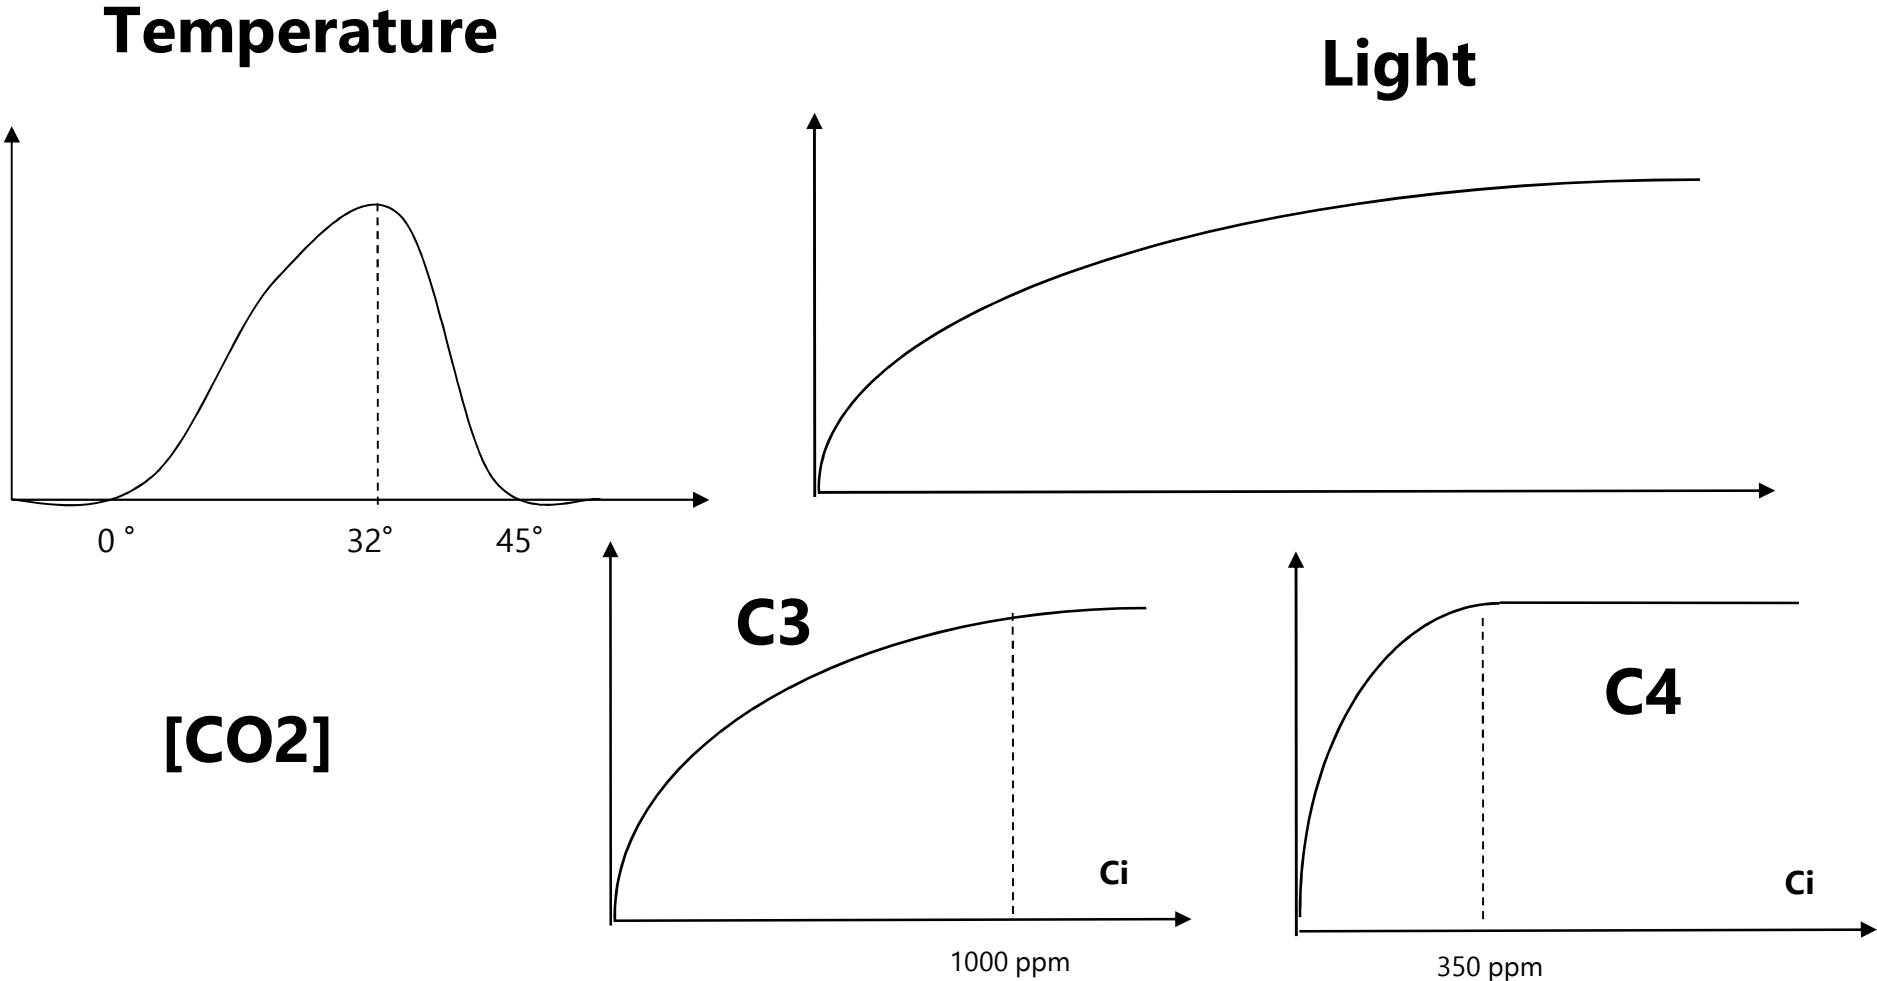 Temperature
Light
0 °
32°
45°
C3
C4
[CO2]
Ci
Ci
1000 ppm
350 ppm